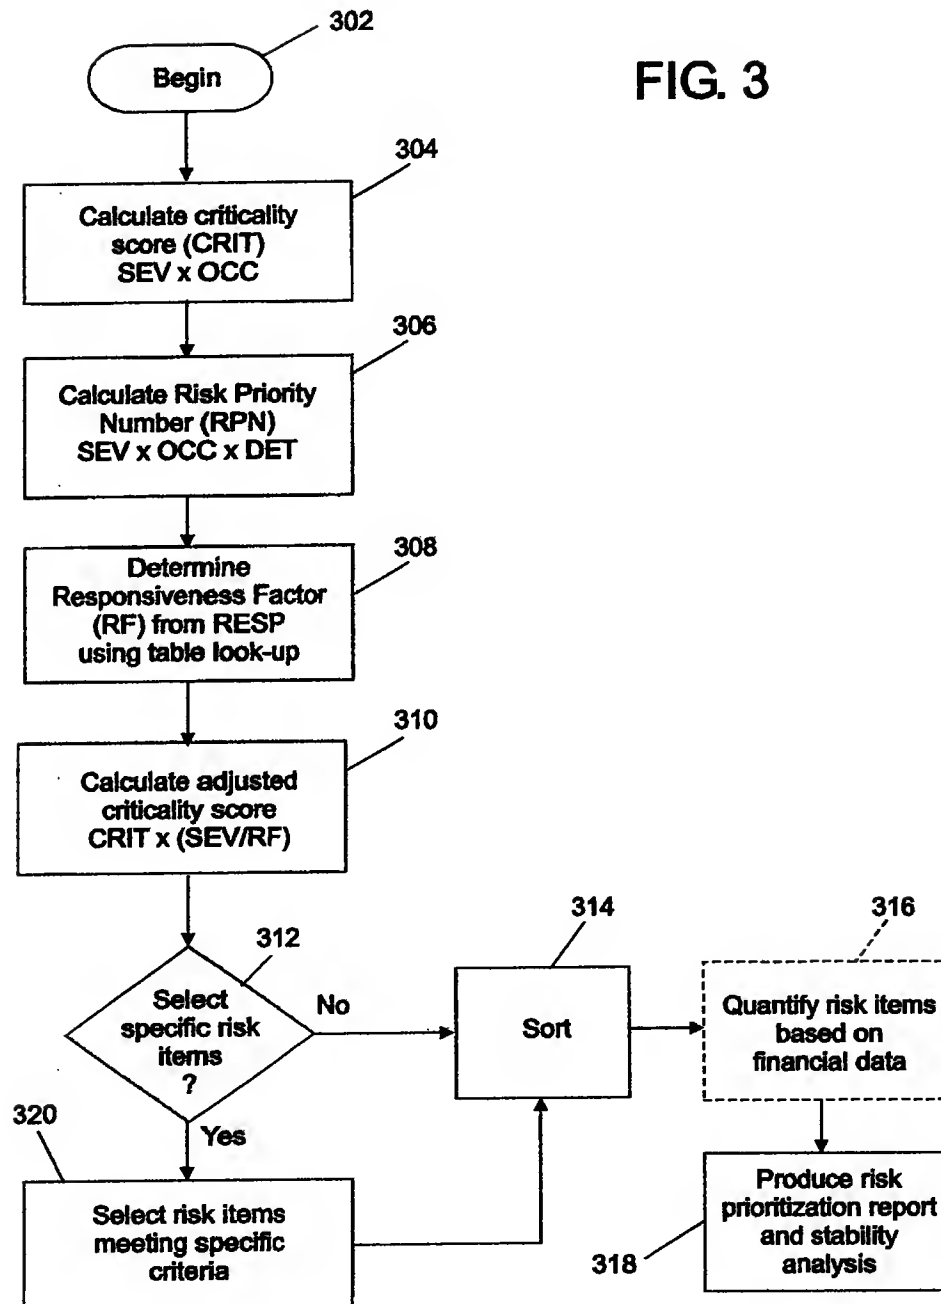 302
Begin
FIG. 3
304
Calculate criticality
score (CRIT)
SEV x OCC
306
Calculate Risk Priority
Number (RPN)
SEV x OCC x DET
308
Determine
Responsiveness Factor
(RF) from RESP
using table look-up
310
Calculate adjusted
criticality score
CRIT x (SEV/RF)
312
Select
specific risk
items
?
No
314
Sort
316
Quantify risk items
based on
financial data
320
Yes
Select risk items
meeting specific
criteria
318
Produce risk
prioritization report
and stability
analysis